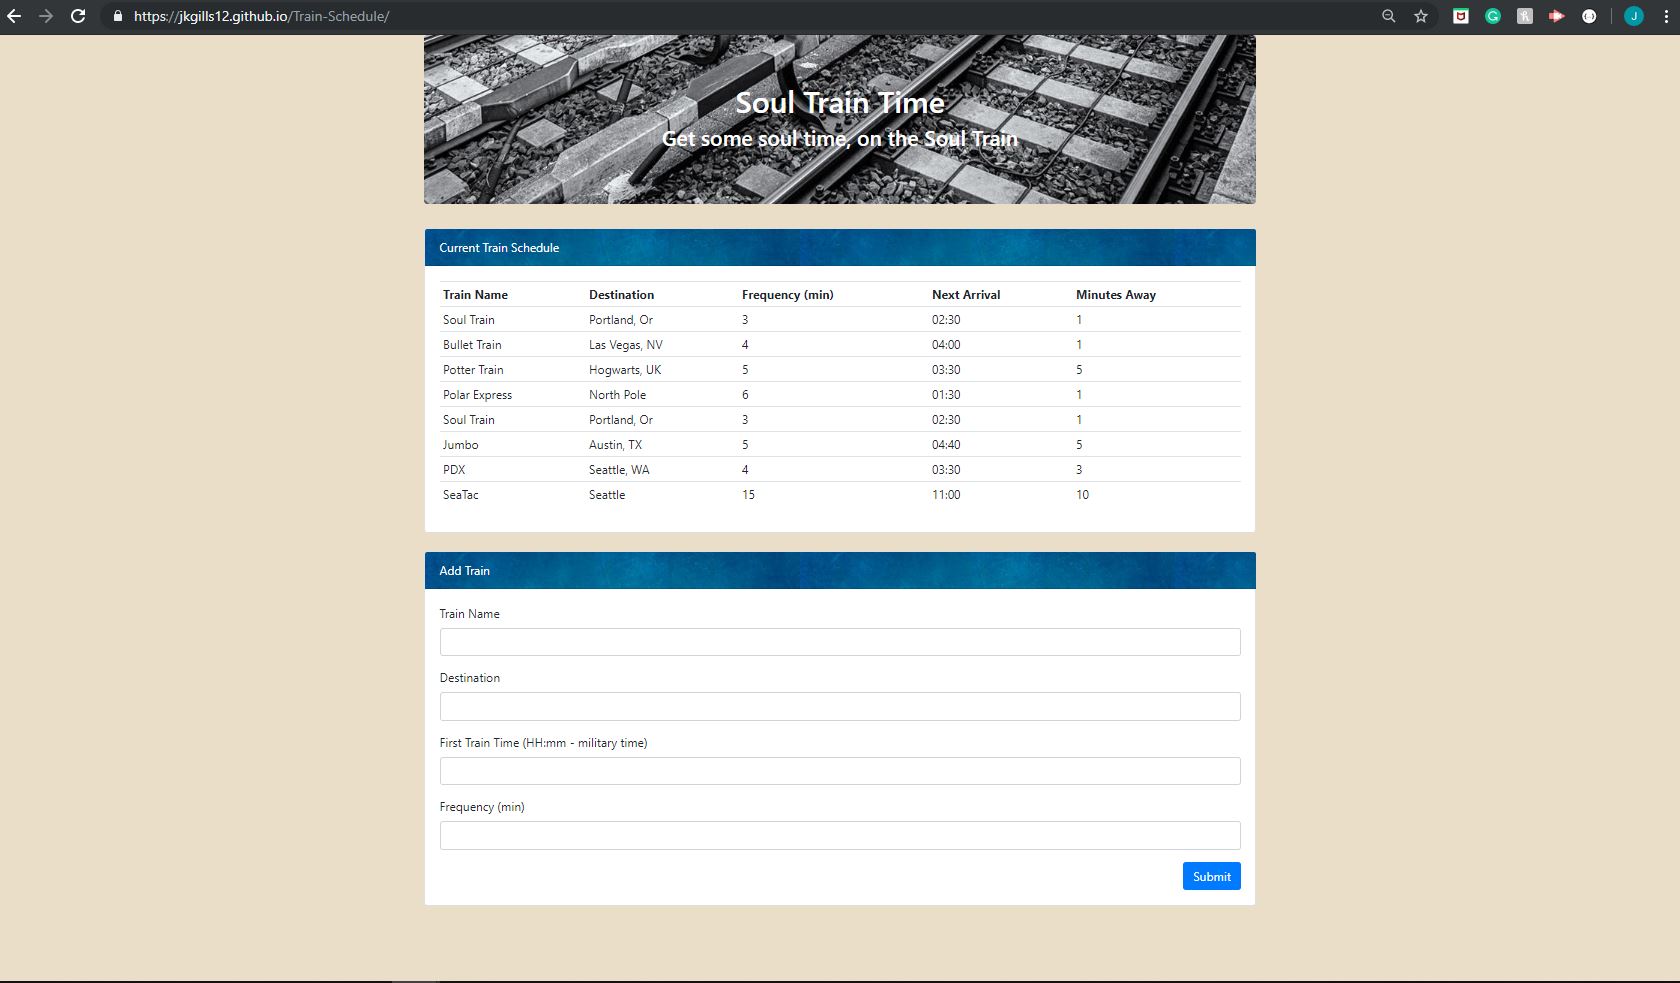 https://jkgills12.github.io/Train-Schedule/
J
Soul Train Time
Get some soul time, on the Soul Train
Current Train Schedule
Train Name Destination Frequency (min) Next Arrival Minutes Away
Soul Train Portland, Or 3 02:30 1
Bullet Train Las Vegas, NV 4 04:00 1
Potter Train Hogwarts, UK 5 03:30 5
Polar Express North Pole 6 01:30 1
Soul Train Portland, Or 3 02:30 1
Jumbo Austin, TX 5 04:40 5
PDX Seattle, WA 4 03:30 3
SeaTac Seattle 15 11:00 10
Add Train
Train Name
Destination
First Train Time (HH:mm - military time)
Frequency (min)
Submit